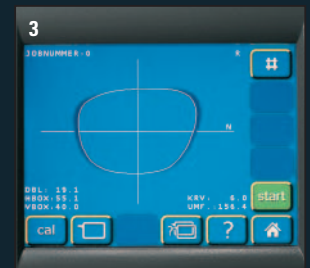 3
JOBNUMMER:0 R
#
N
DBL: 19.1
HBOX:55.1
VBOX:40.0
KRV: 6.0
UMF.:156.4
start
cal
?